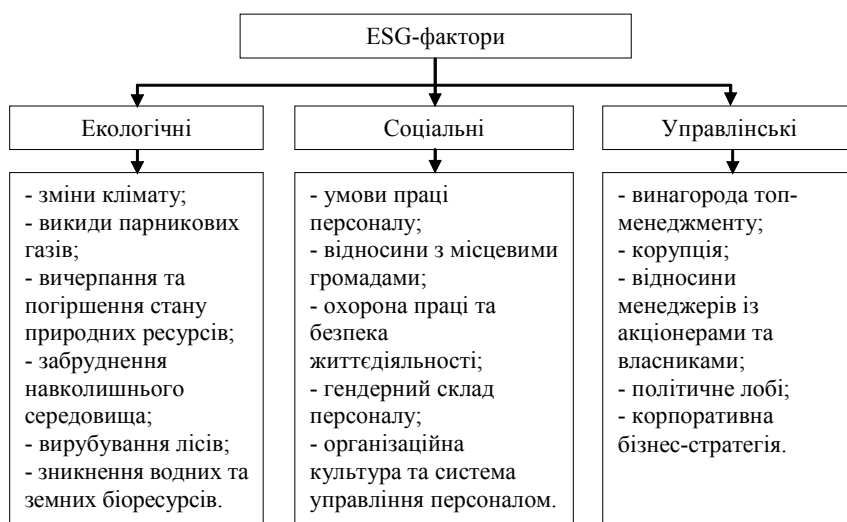 ESG-фактори
Екологічні
Соціальні
Управлінські
- зміни клімату;
- викиди парникових
газів;
- вичерпання та
погіршення стану
природних ресурсів;
- забруднення
навколишнього
середовища;
- вирубування лісів;
- зникнення водних та
земних біоресурсів.
- умови праці
персоналу;
- відносини з місцевими
громадами;
- охорона праці та
безпека
життєдіяльності;
- гендерний склад
персоналу;
- організаційна
культура та система
управління персоналом.
- винагорода топ-
менеджменту;
- корупція;
- відносини
менеджерів із
акціонерами та
власниками;
- політичне лобі;
- корпоративна
бізнес-стратегія.